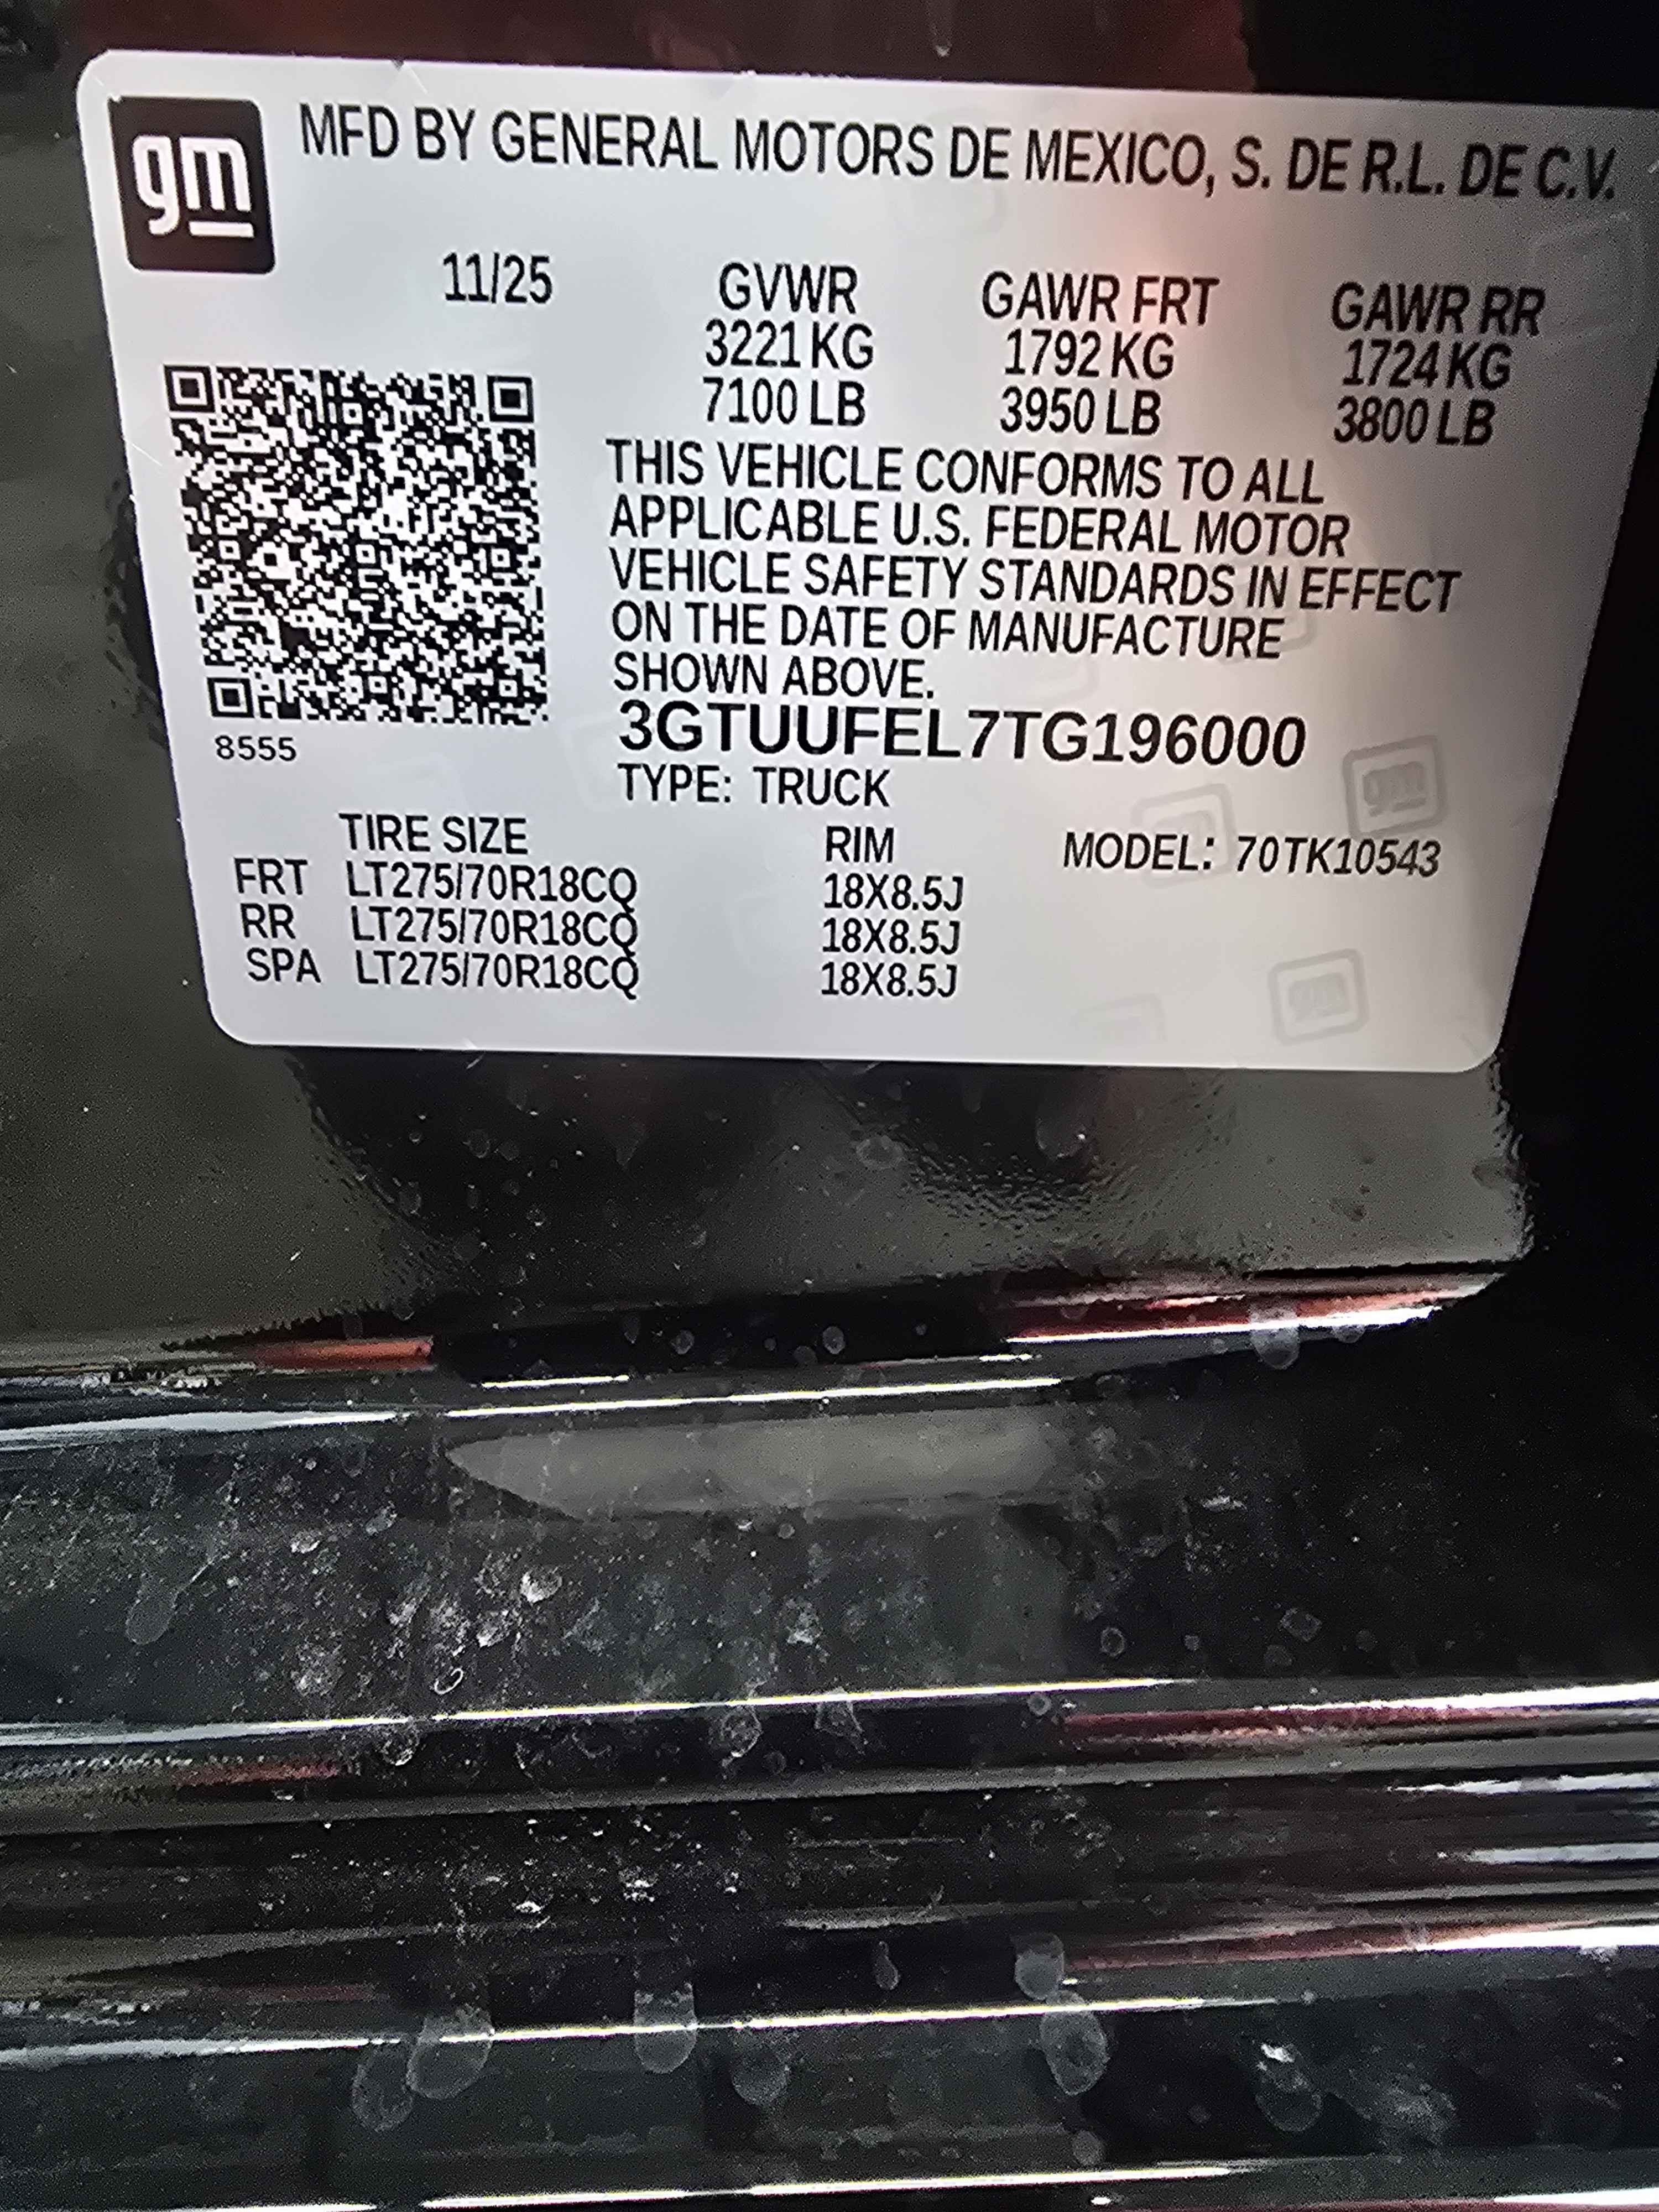 gm
MFD BY GENERAL MOTORS DE MEXICO, S. DE R.L. DE C.V.
11/25 GVWR GAWR FRT GAWR RR
3221 KG 1792 KG 1724 KG
7100 LB 3950 LB 3800 LB
THIS VEHICLE CONFORMS TO ALL
APPLICABLE U.S. FEDERAL MOTOR
VEHICLE SAFETY STANDARDS IN EFFECT
ON THE DATE OF MANUFACTURE
SHOWN ABOVE.
3GTUUFEL7TG196000
8555
TYPE: TRUCK
TIRE SIZE RIM MODEL: 70TK10543
FRT LT275/70R18CQ 18X8.5J
RR LT275/70R18CQ 18X8.5J
SPA LT275/70R18CQ 18X8.5J
gm
gm